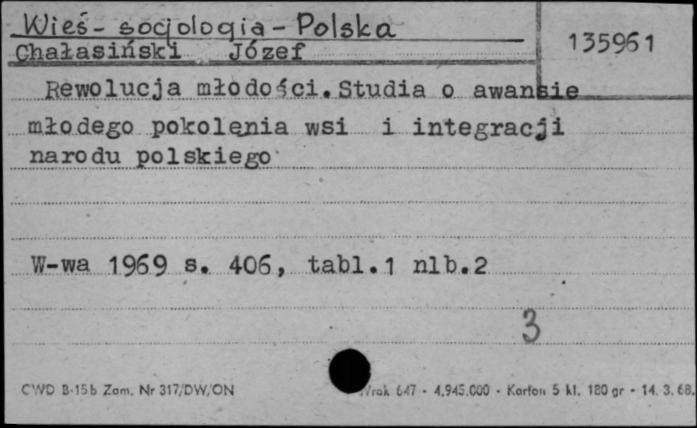 Wieś - socjologia - Polska
135961
Chałasiński Józef
Rewolucja młodości. Studia o awansie
młodego pokolenia wsi i integracji
narodu polskiego
W-wa 1969 s. 406, tabl.1 nlb.2
3
CWD B-15b Zam. Nr 317/DW/ON
647 - 4.945.000 - Karton 5 kl. 180 gr - 14. 3. 68.